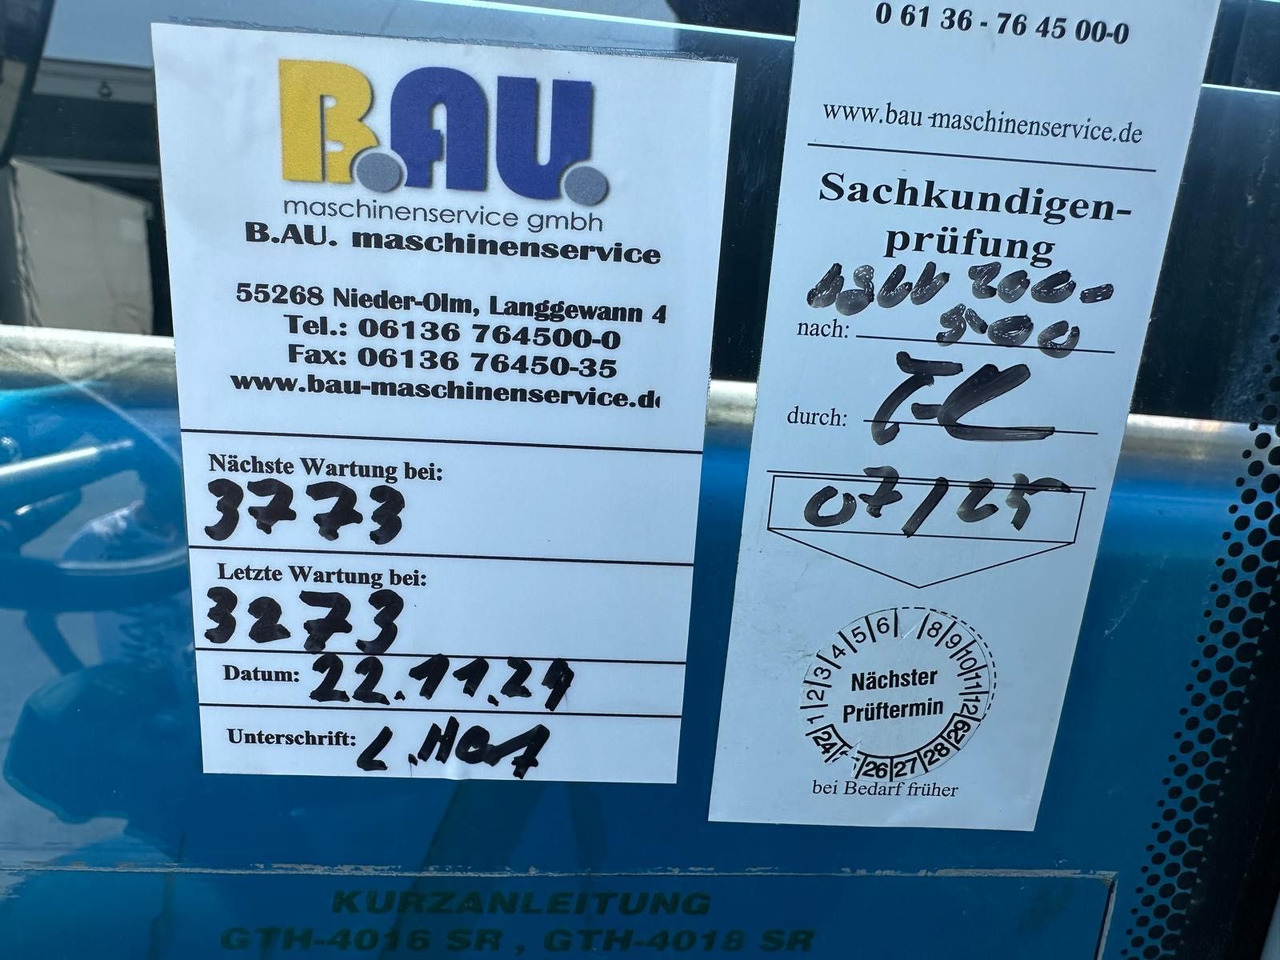 B.AU.
maschinenservice gmbh
B.AU. maschinenservice
55268 Nieder-Olm, Langgewann 4
Tel.: 06136 764500-0
Fax: 06136 76450-35
www.bau-maschinenservice.de
Nächste Wartung bei:
3773
Letzte Wartung bei:
3273
Datum: 22.11.24
Unterschrift: L.
0 61 36 - 76 45 00-0
www.bau-maschinenservice.de
Sachkundigen-
prüfung
200-
nach: 500
durch:
07/25
1 2 3 4 5 6 8 9 10 11 12
Nächster
Prüftermin
24 26 27 28 29
bei Bedarf früher
KURZANLEITUNG
GTH-4016 SR, GTH-4018 SR